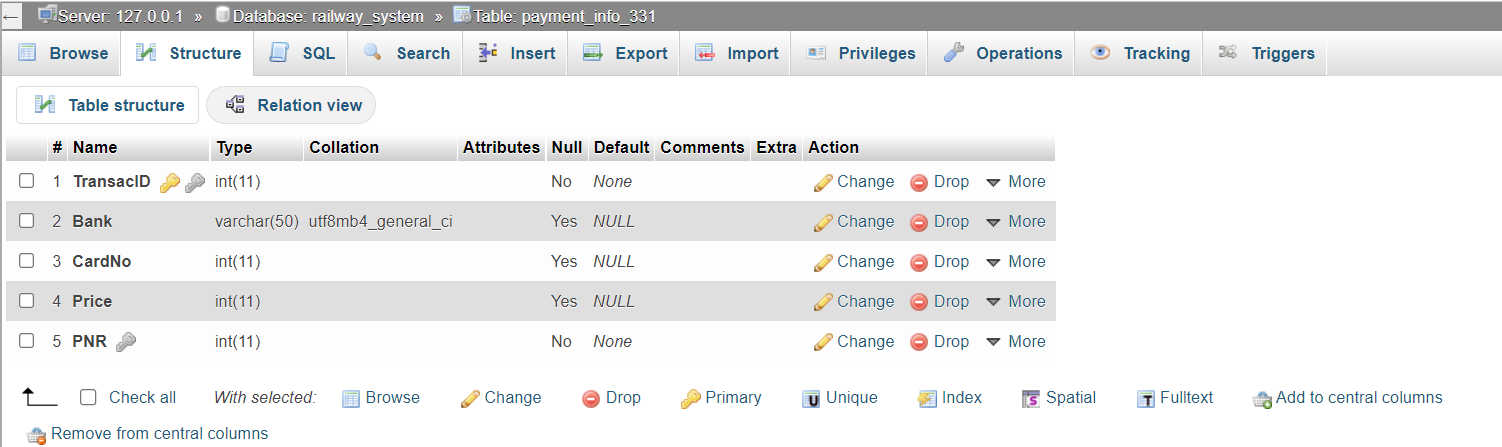 Server: 127.0.0.1 » Database: railway_system » Table: payment_info_331
Browse Structure SQL Search Insert Export Import Privileges Operations Tracking Triggers
Table structure Relation view
# Name Type Collation Attributes Null Default Comments Extra Action
1 TransacID int(11) No None Change Drop More
2 Bank varchar(50) utf8mb4_general_ci Yes NULL Change Drop More
3 CardNo int(11) Yes NULL Change Drop More
4 Price int(11) Yes NULL Change Drop More
5 PNR int(11) No None Change Drop More
Check all With selected: Browse Change Drop Primary Unique Index Spatial Fulltext Add to central columns
Remove from central columns